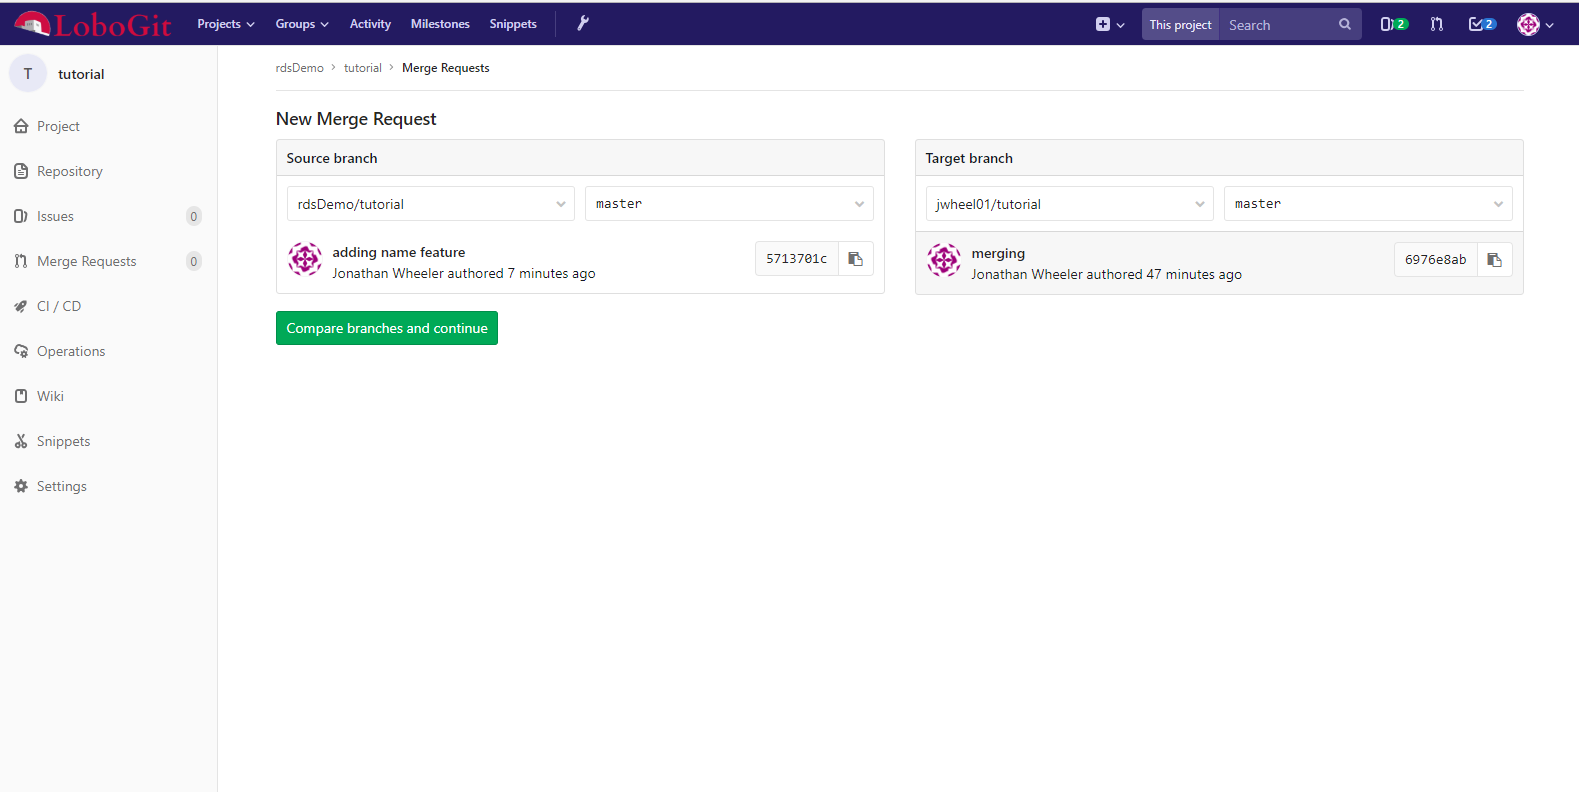 LoboGit Projects Groups Activity Milestones Snippets This project Search 2 2
T tutorial
Project
Repository
Issues 0
Merge Requests 0
CI / CD
Operations
Wiki
Snippets
Settings
rdsDemo › tutorial › Merge Requests
New Merge Request
Source branch
rdsDemo/tutorial master
adding name feature
Jonathan Wheeler authored 7 minutes ago
5713701c
Target branch
jwheel01/tutorial master
merging
Jonathan Wheeler authored 47 minutes ago
6976e8ab
Compare branches and continue